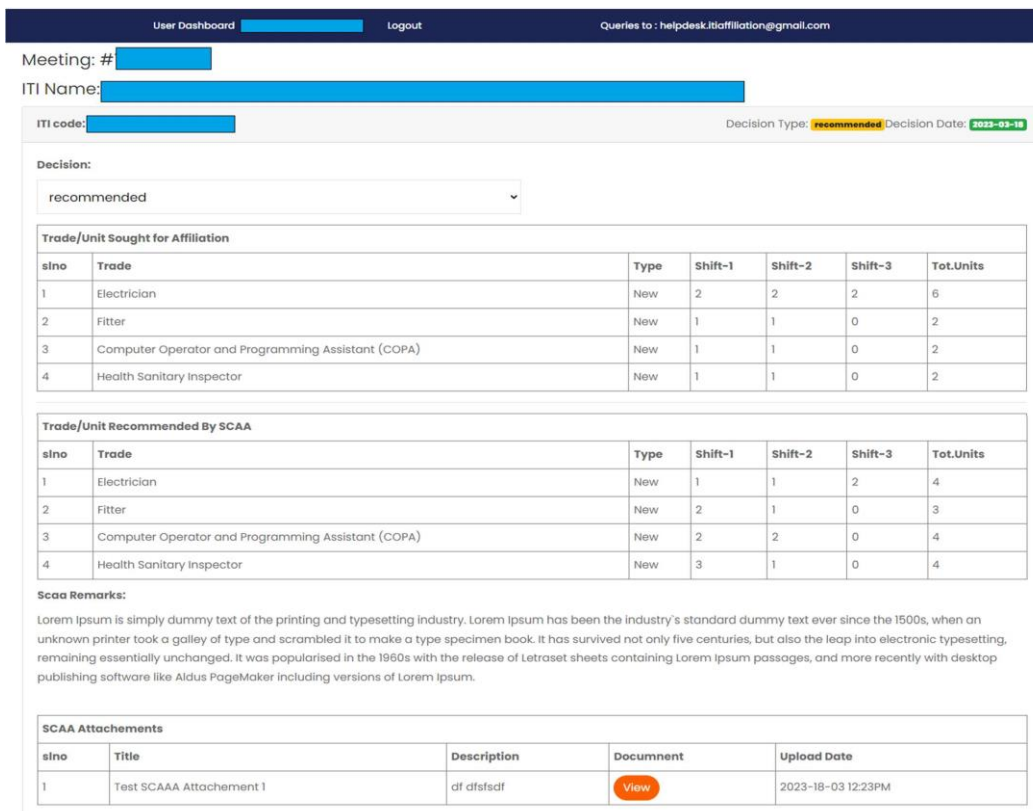 User Dashboard Logout Queries to : helpdesk.itiaffiliation@gmail.com
Meeting: #
ITI Name:
ITI code: Decision Type: recommended Decision Date: 2023-03-18
Decision:
recommended
Trade/Unit Sought for Affiliation
slno Trade Type Shift-1 Shift-2 Shift-3 Tot.Units
1 Electrician New 2 2 2 6
2 Fitter New 1 1 0 2
3 Computer Operator and Programming Assistant (COPA) New 1 1 0 2
4 Health Sanitary Inspector New 1 1 0 2
Trade/Unit Recommended By SCAA
slno Trade Type Shift-1 Shift-2 Shift-3 Tot.Units
1 Electrician New 1 1 2 4
2 Fitter New 2 1 0 3
3 Computer Operator and Programming Assistant (COPA) New 2 2 0 4
4 Health Sanitary Inspector New 3 1 0 4
Scaa Remarks:
Lorem Ipsum is simply dummy text of the printing and typesetting industry. Lorem Ipsum has been the industry`s standard dummy text ever since the 1500s, when an
unknown printer took a galley of type and scrambled it to make a type specimen book. It has survived not only five centuries, but also the leap into electronic typesetting,
remaining essentially unchanged. It was popularised in the 1960s with the release of Letraset sheets containing Lorem Ipsum passages, and more recently with desktop
publishing software like Aldus PageMaker including versions of Lorem Ipsum.
SCAA Attachements
slno Title Description Documnent Upload Date
1 Test SCAAA Attachement 1 df dfsfsdf View 2023-18-03 12:23PM